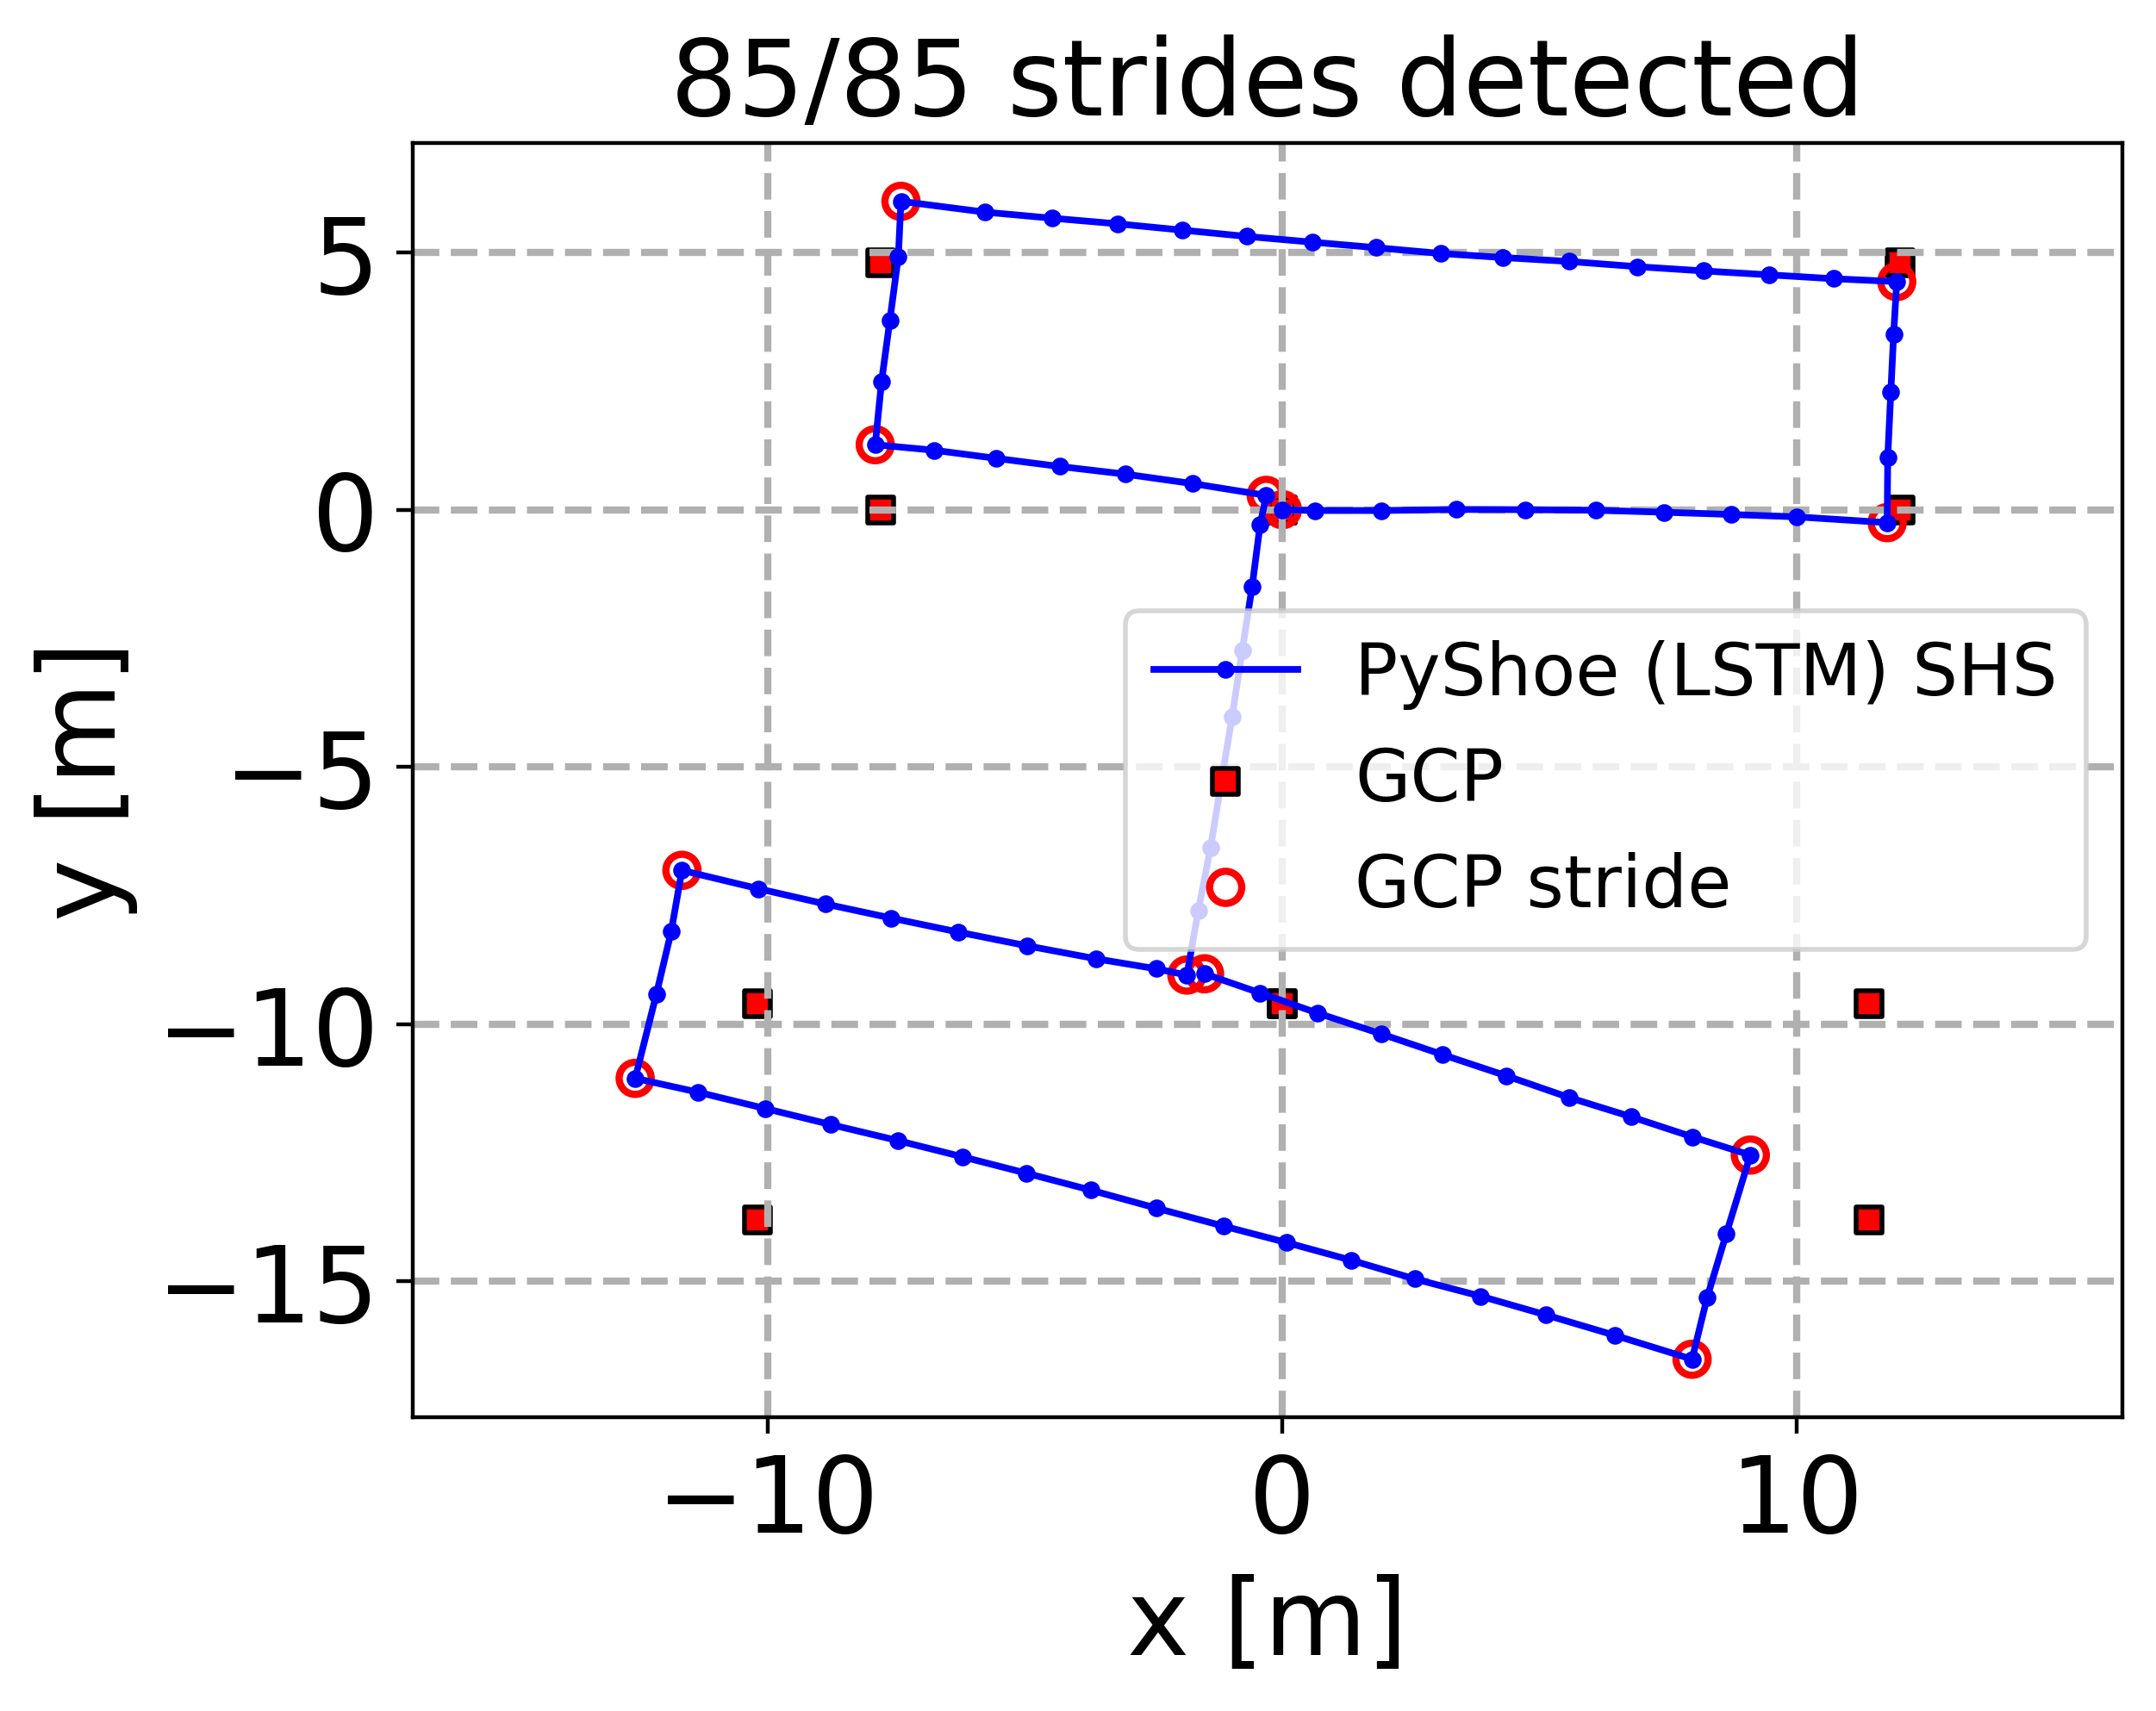 85/85 strides detected
5
0
−5
−10
−15
y [m]
PyShoe (LSTM) SHS
GCP
GCP stride
−10
0
10
x [m]